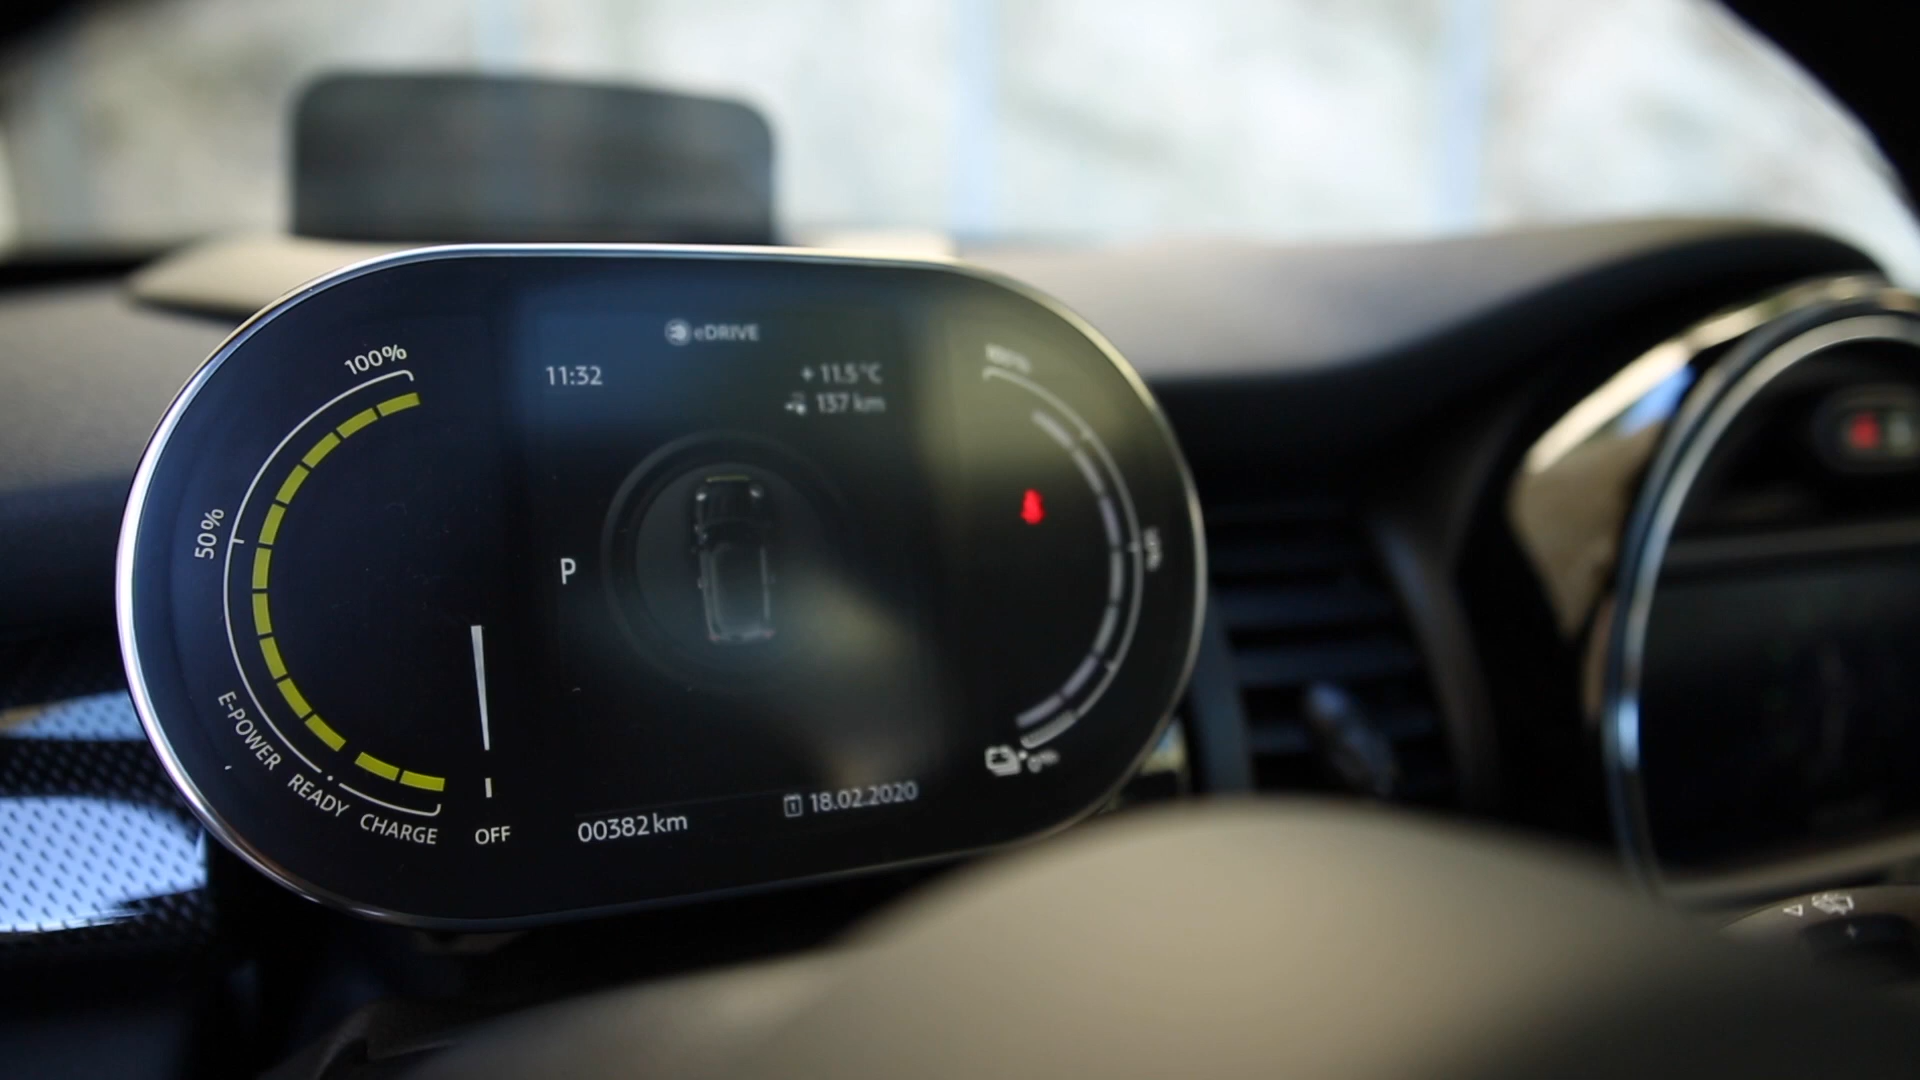 eDRIVE
11:32
+ 11.5 °C
137 km
100%
50%
P
E-POWER
READY
CHARGE
OFF
00382 km
18.02.2020